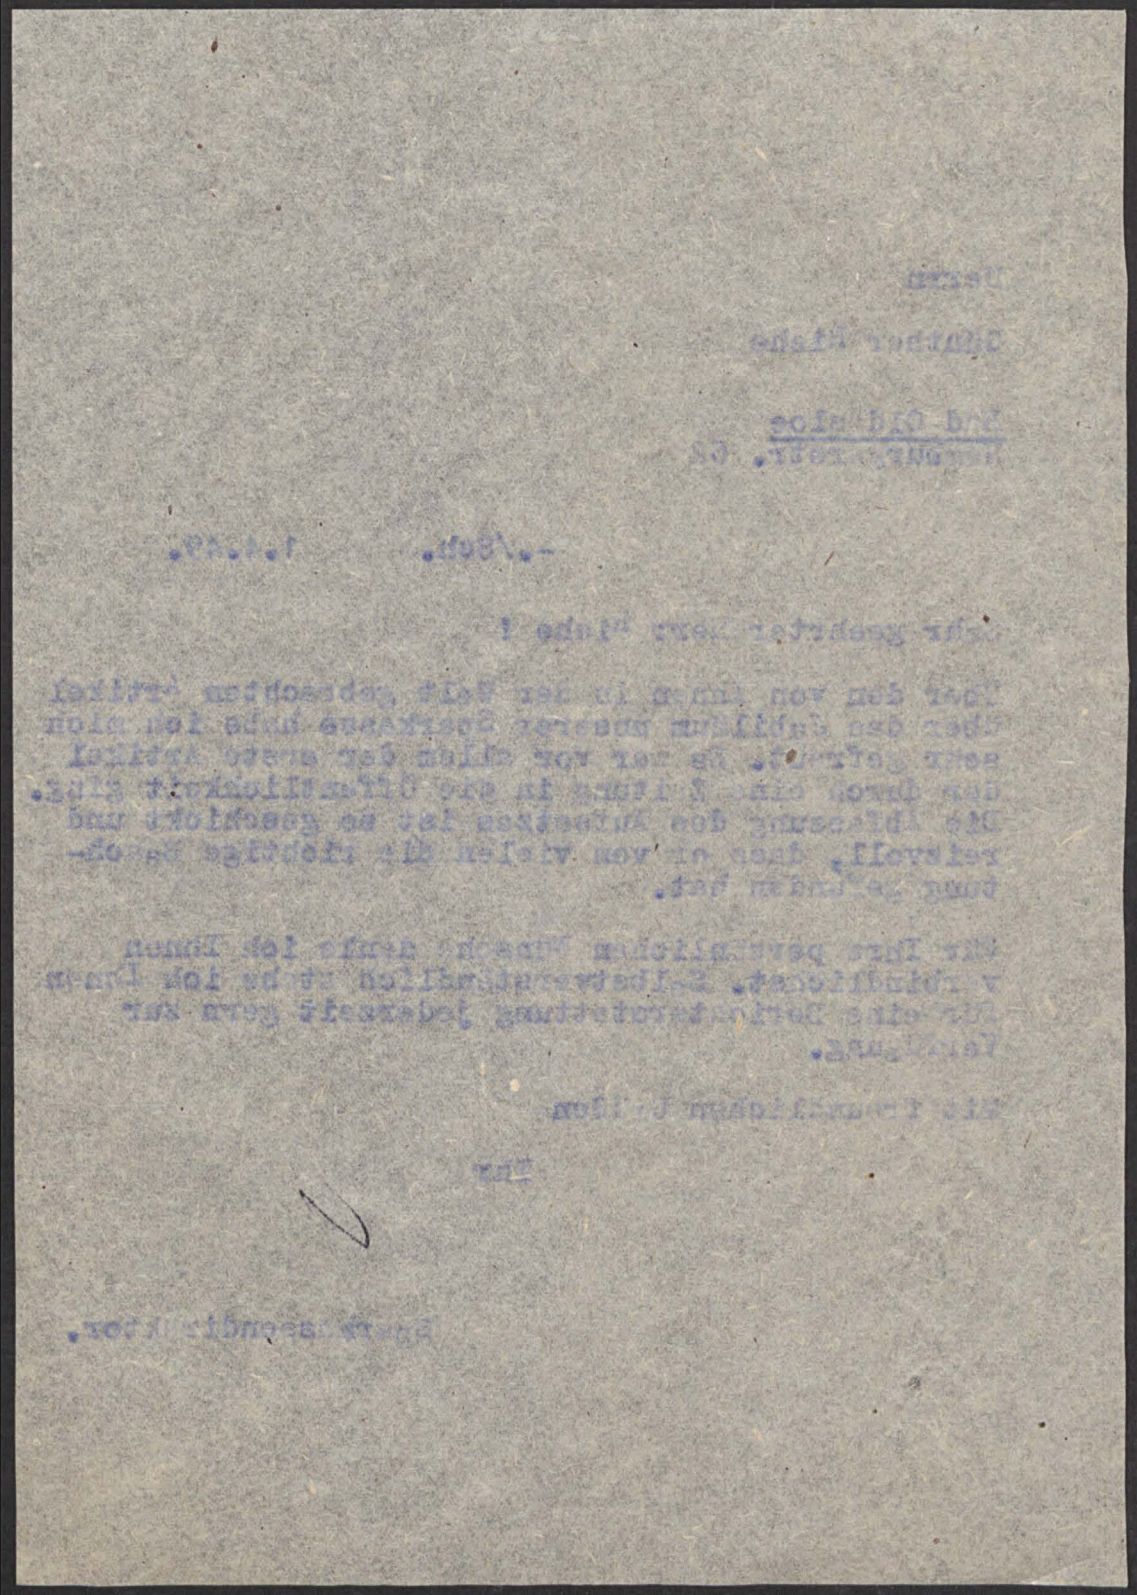 Herrn
Günther Hiehe
Bad Oldesloe
Hamburgerstr. 62
-./Sch. 1.4.49.
Sehr geehrter Herr Hiehe !
Über den von Ihnen in der Welt gebrachten Artikel
über das Jubiläum unserer Sparkasse habe ich mich
sehr gefreut. Es war vor allem der erste Artikel
der durch eine Zeitung in die Öffentlichkeit ging.
Die Abfassung des Aufsatzes ist so geschickt und
reizvoll, dass er von vielen die richtige Beach-
tung gefunden hat.
Für Ihre persönlichen Wünsche danke ich Ihnen
verbindlichst. Selbstverständlich stehe ich Ihnen
für eine Berichterstattung jederzeit gern zur
Verfügung.
Mit freundlichen Grüßen
Ihr
Sparkassendirektor.